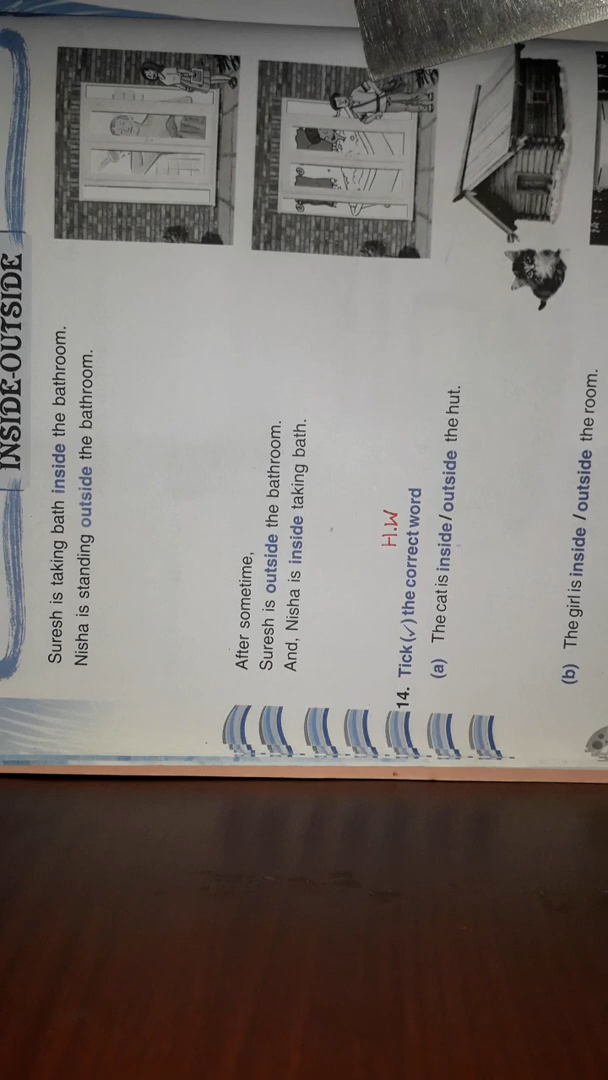 INSIDE-OUTSIDE
Suresh is taking bath inside the bathroom.
Nisha is standing outside the bathroom.
After sometime,
Suresh is outside the bathroom.
And, Nisha is inside taking bath.
H.W
14. Tick (✓) the correct word
(a) The cat is inside / outside the hut.
(b) The girl is inside / outside the room.